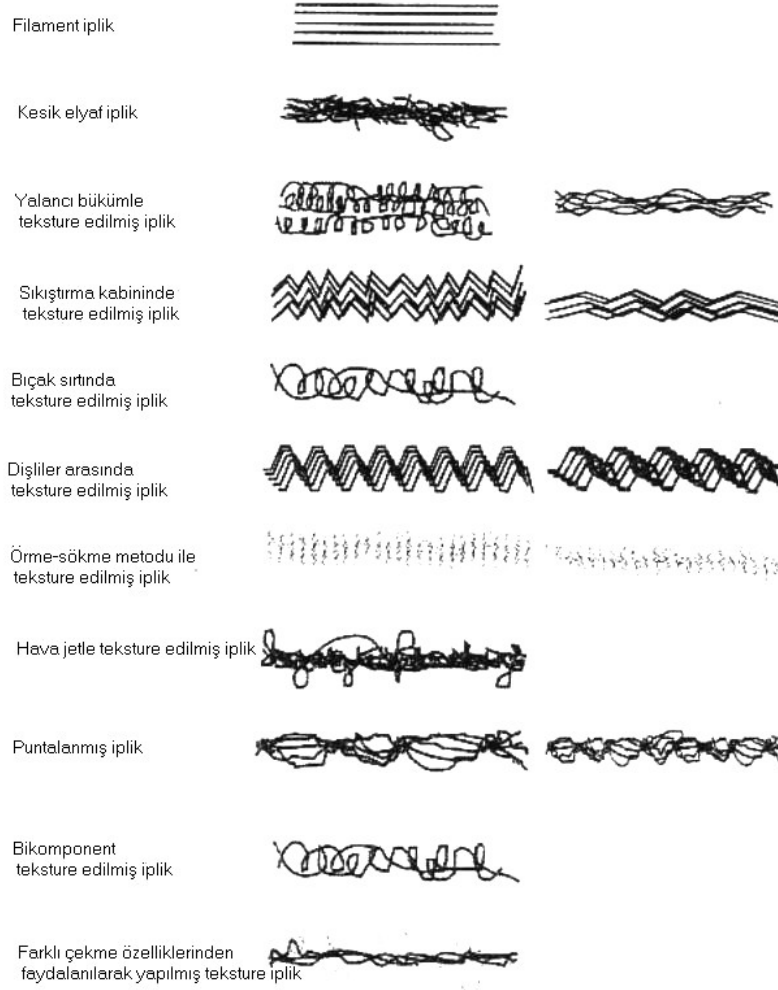 Filament iplik
Kesik elyaf iplik
Yalancı bükümle
teksture edilmiş iplik
Sıkıştırma kabininde
teksture edilmiş iplik
Bıçak sırtında
teksture edilmiş iplik
Dişliler arasında
teksture edilmiş iplik
Örme-sökme metodu ile
teksture edilmiş iplik
Hava jetle teksture edilmiş iplik
Puntalanmış iplik
Bikomponent
teksture edilmiş iplik
Farklı çekme özelliklerinden
faydalanılarak yapılmış teksture iplik